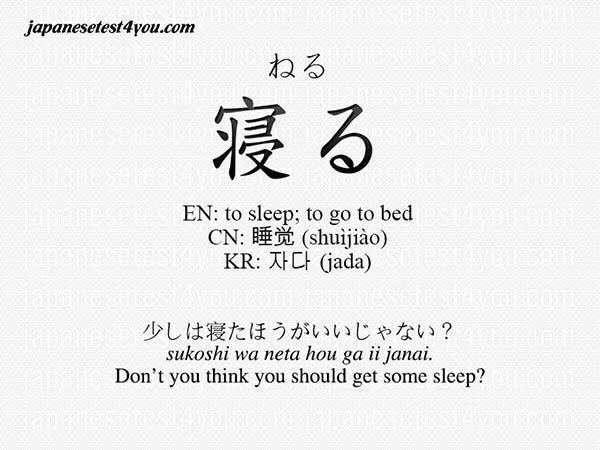 japanesetest4you.com
ねる
寝る
EN: to sleep; to go to bed
CN: 睡觉 (shuìjiào)
KR: 자다 (jada)
少しは寝たほうがいいじゃない？
sukoshi wa neta hou ga ii janai.
Don't you think you should get some sleep?